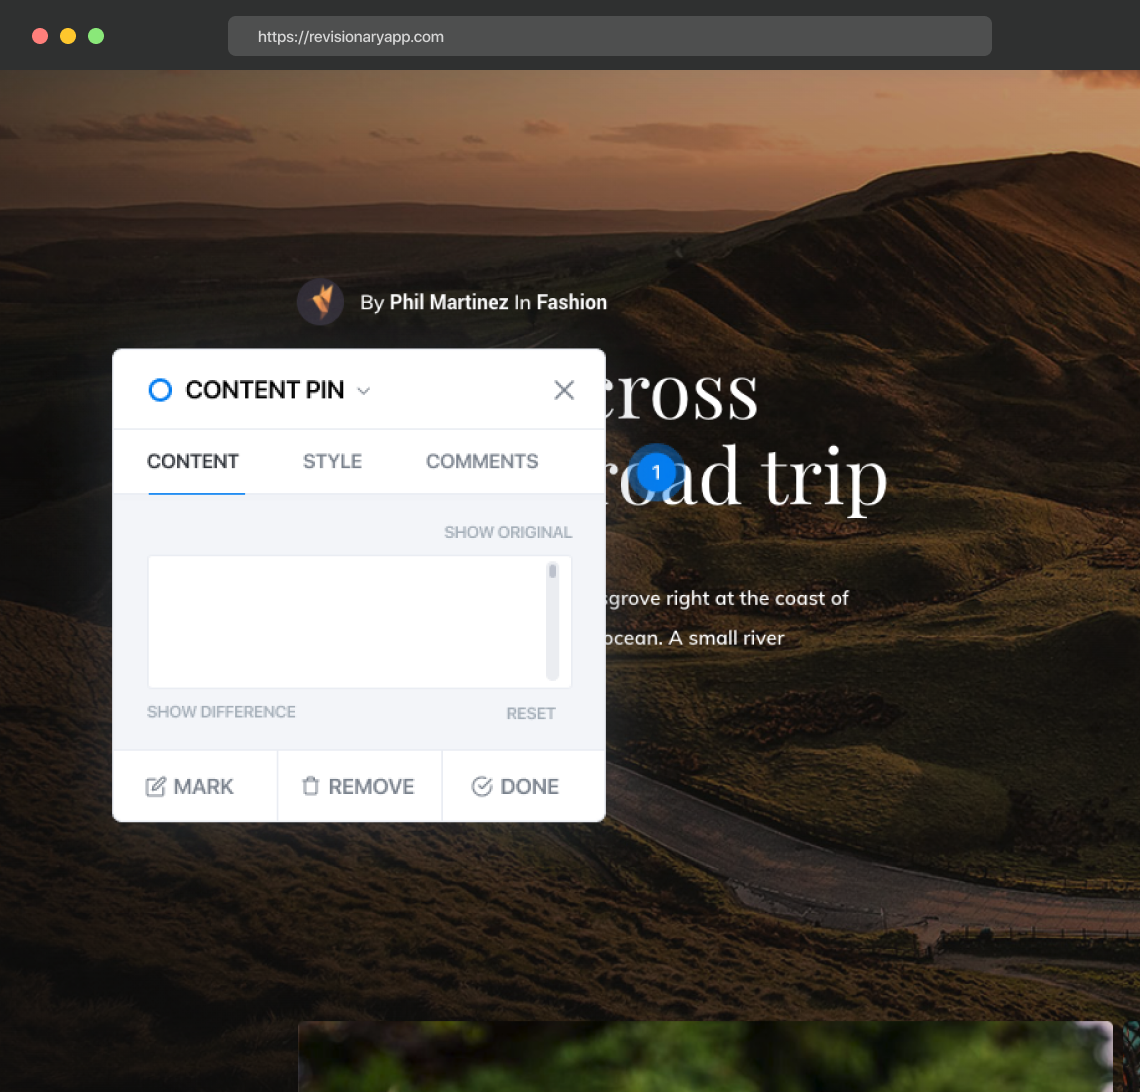 https://revisionaryapp.com
By Phil Martinez In Fashion
CONTENT PIN
CONTENT STYLE COMMENTS
cross
road trip
1
SHOW ORIGINAL
sgrove right at the coast of
ocean. A small river
SHOW DIFFERENCE RESET
MARK REMOVE DONE